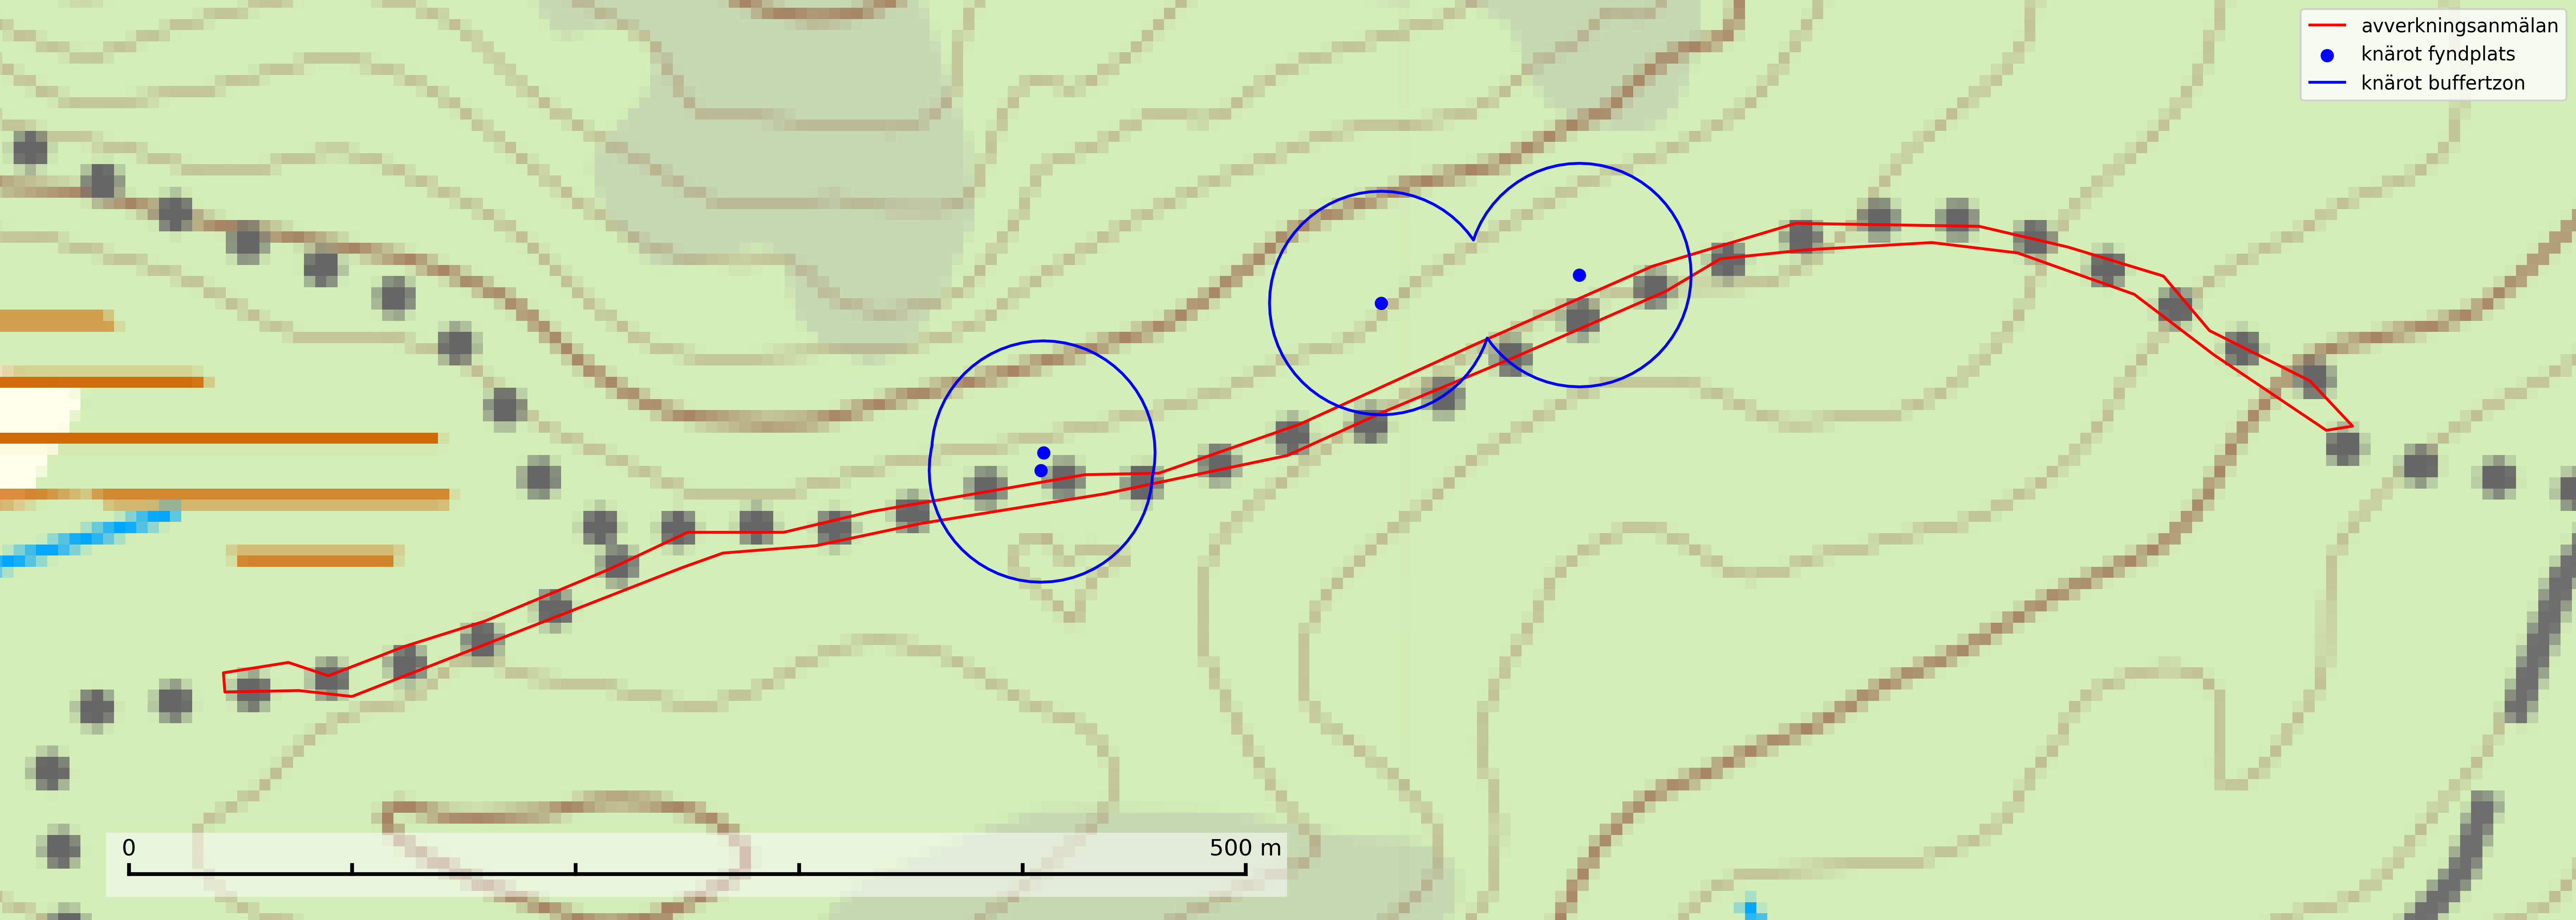 avverkningsanmälan
knärot fyndplats
knärot buffertzon
0 500 m